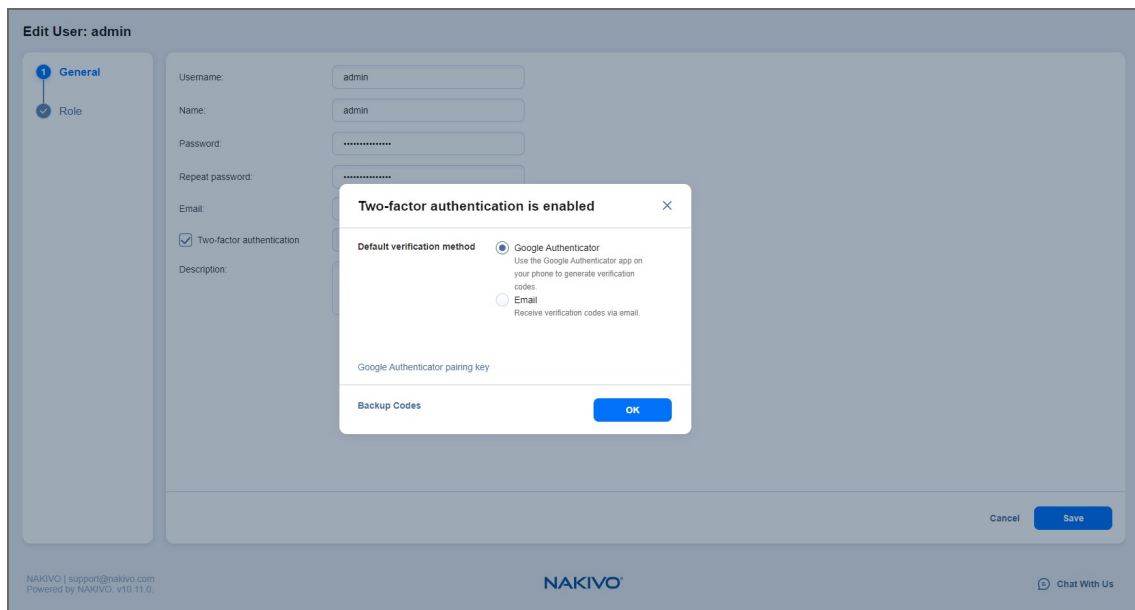 Edit User: admin
1 General
Role
Username: admin
Name: admin
Password: •••••••••••••••
Repeat password: •••••••••••••••
Email:
Two-factor authentication
Description:
Two-factor authentication is enabled
Default verification method
Google Authenticator
Use the Google Authenticator app on
your phone to generate verification
codes.
Email
Receive verification codes via email.
Google Authenticator pairing key
Backup Codes
OK
Cancel
Save
NAKIVO | support@nakivo.com
Powered by NAKIVO. v10.11.0.
NAKIVO
Chat With Us